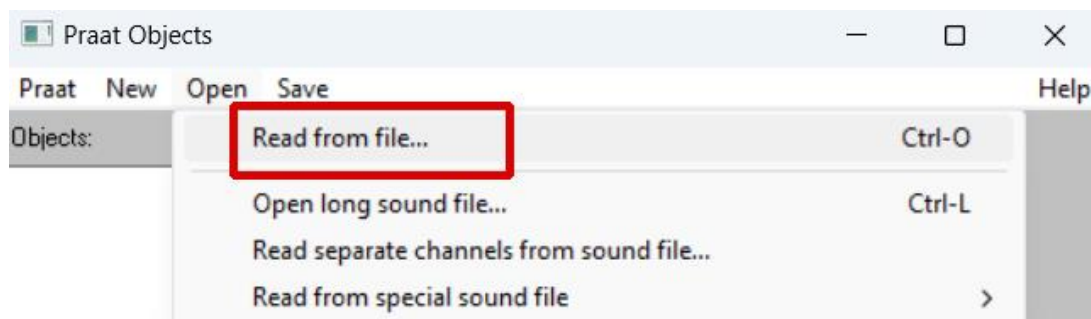 Praat Objects
Praat New Open Save Help
Objects:
Read from file... Ctrl-O
Open long sound file... Ctrl-L
Read separate channels from sound file...
Read from special sound file